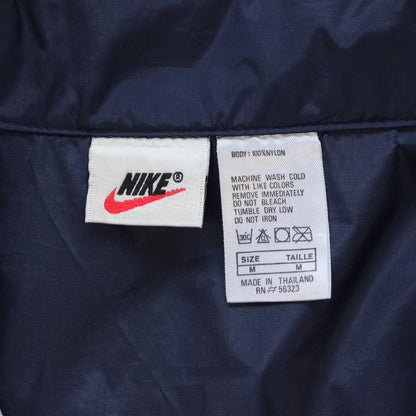 NIKE®
BODY: 100%NYLON
MACHINE WASH COLD
WITH LIKE COLORS
REMOVE IMMEDIATELY
DO NOT BLEACH
TUMBLE DRY LOW
DO NOT IRON
30C
SIZE TAILLE
M M
MADE IN THAILAND
RN # 56323